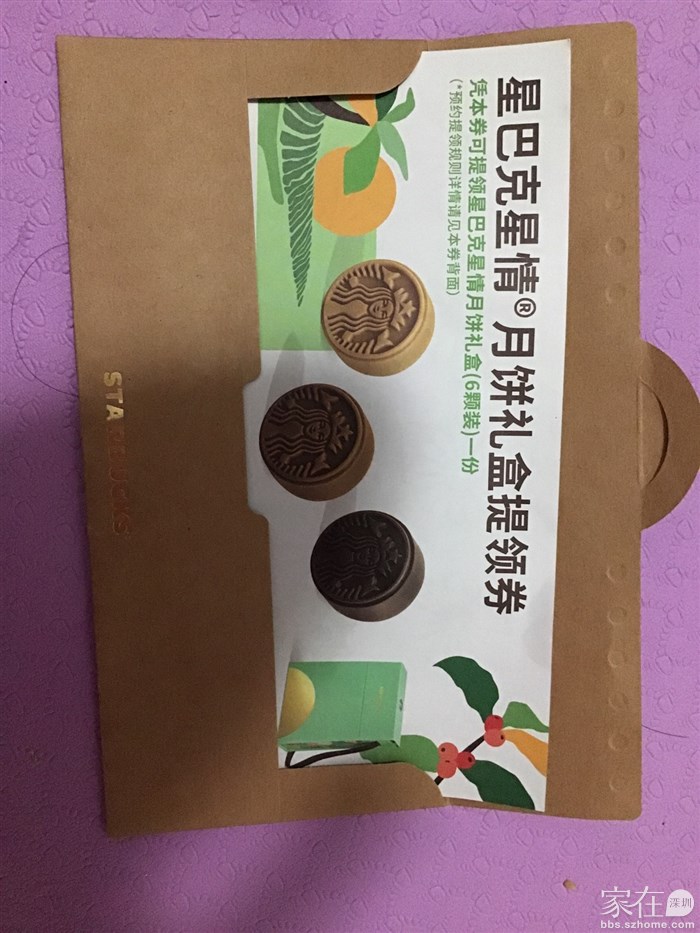 星巴克星情®月饼礼盒提领券
凭本券可提领星巴克星情月饼礼盒(6颗装)一份
(*预约提领规则详情请见本券背面)
STARBUCKS
家在深圳
bbs.szhome.com